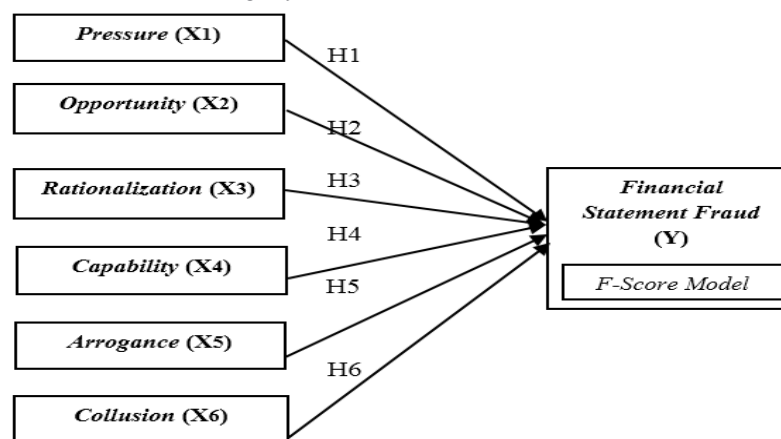 Pressure (X1)
H1
Opportunity (X2)
H2
Rationalization (X3)
H3
Financial
Statement Fraud
(Y)
F-Score Model
H4
Capability (X4)
H5
Arrogance (X5)
H6
Collusion (X6)